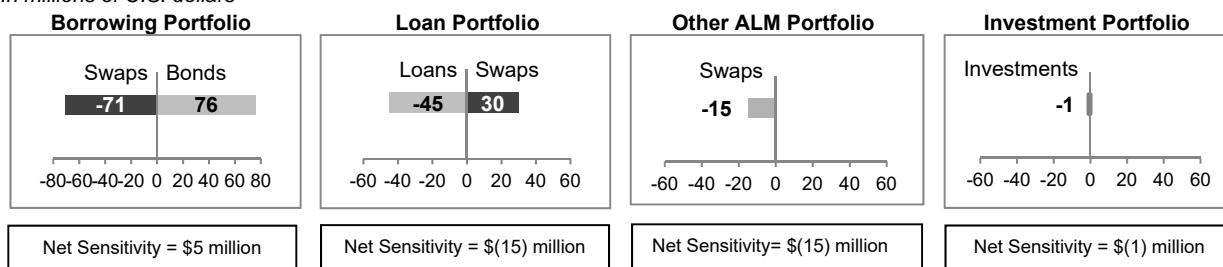 In millions of U.S. dollars
Borrowing Portfolio
Swaps Bonds
-71 76
-80-60-40-20 0 20 40 60 80
Net Sensitivity = $5 million
Loan Portfolio
Loans Swaps
-45 30
-60 -40 -20 0 20 40 60
Net Sensitivity = $(15) million
Other ALM Portfolio
Swaps
-15
-60 -40 -20 0 20 40 60
Net Sensitivity= $(15) million
Investment Portfolio
Investments
-1
-60 -40 -20 0 20 40 60
Net Sensitivity = $(1) million